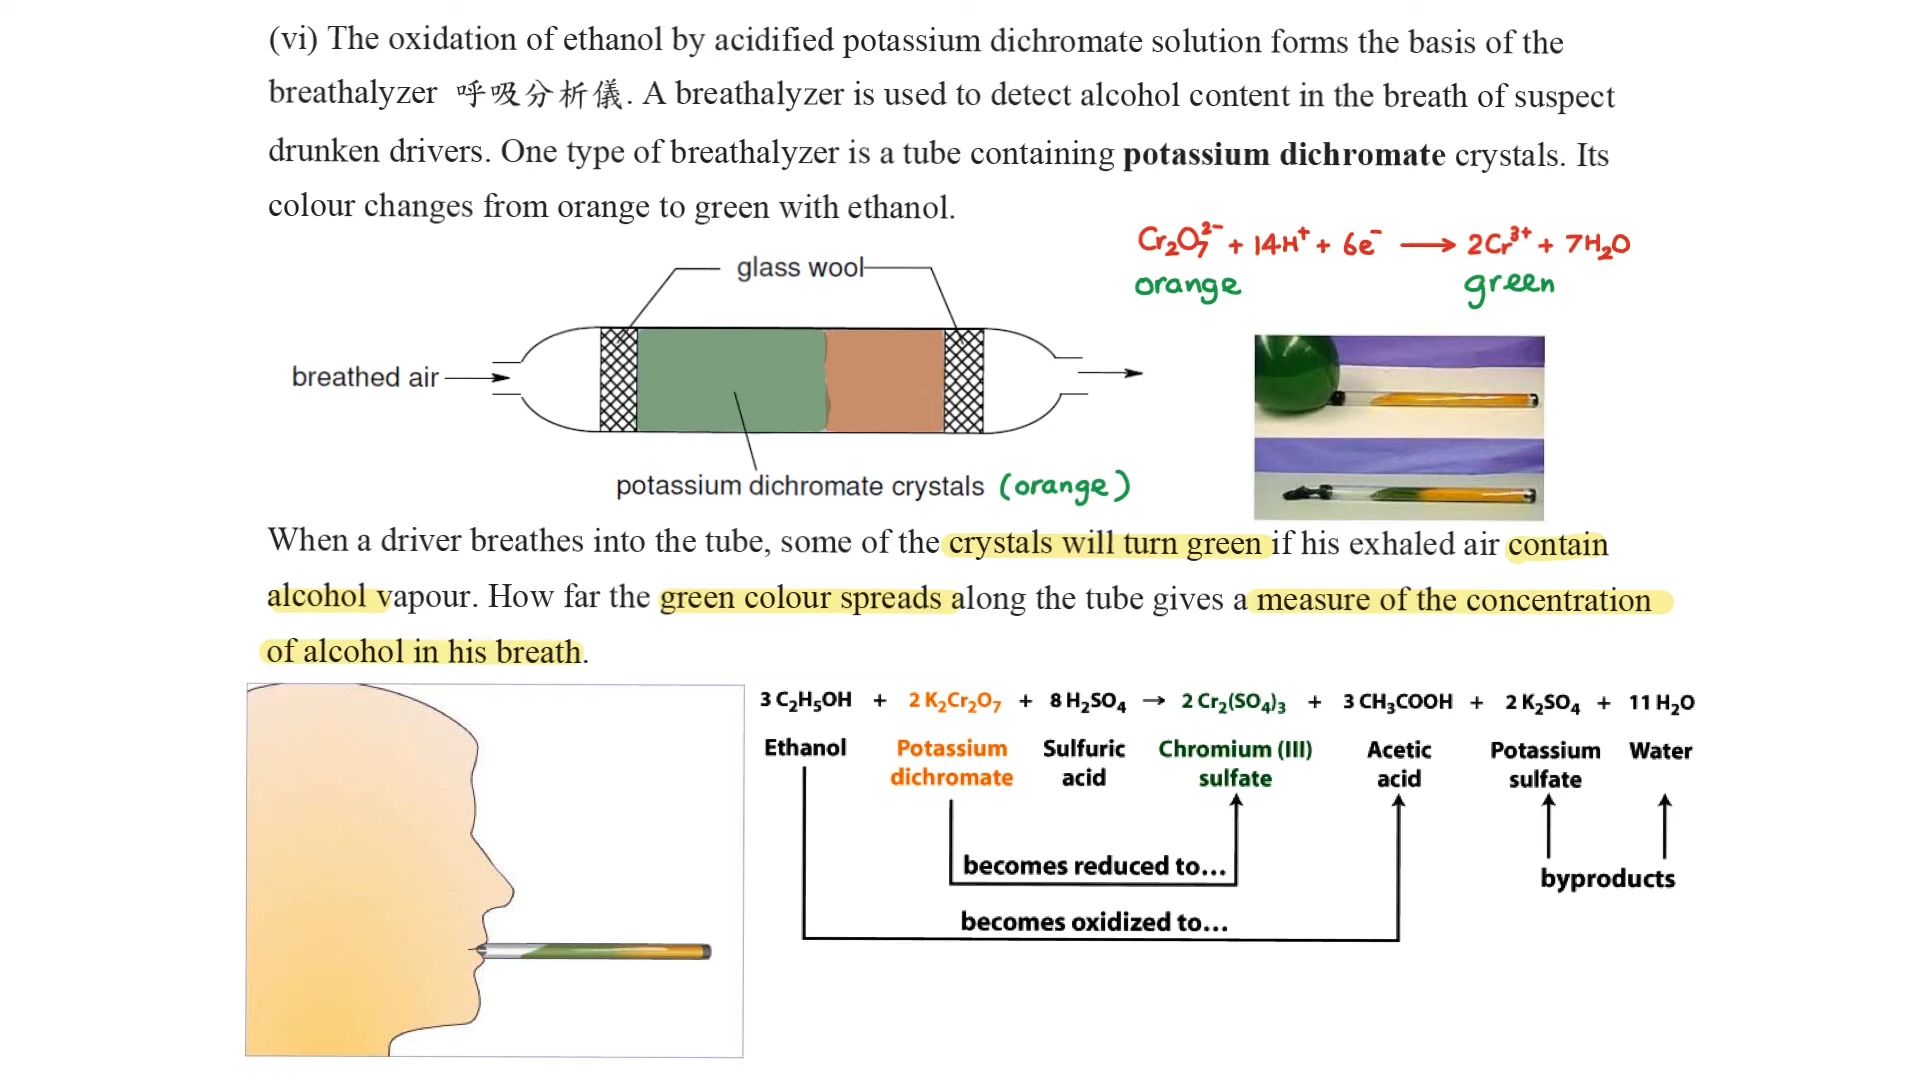 (vi) The oxidation of ethanol by acidified potassium dichromate solution forms the basis of the
breathalyzer 呼吸分析儀. A breathalyzer is used to detect alcohol content in the breath of suspect
drunken drivers. One type of breathalyzer is a tube containing potassium dichromate crystals. Its
colour changes from orange to green with ethanol.
Cr₂O₇²⁻ + 14H⁺ + 6e⁻ ⟶ 2Cr³⁺ + 7H₂O
orange green
glass wool
breathed air
potassium dichromate crystals (orange)
When a driver breathes into the tube, some of the crystals will turn green if his exhaled air contain
alcohol vapour. How far the green colour spreads along the tube gives a measure of the concentration
of alcohol in his breath.
3 C₂H₅OH + 2 K₂Cr₂O₇ + 8 H₂SO₄ → 2 Cr₂(SO₄)₃ + 3 CH₃COOH + 2 K₂SO₄ + 11 H₂O
Ethanol Potassium Sulfuric Chromium (III) Acetic Potassium Water
dichromate acid sulfate acid sulfate
becomes reduced to...
byproducts
becomes oxidized to...